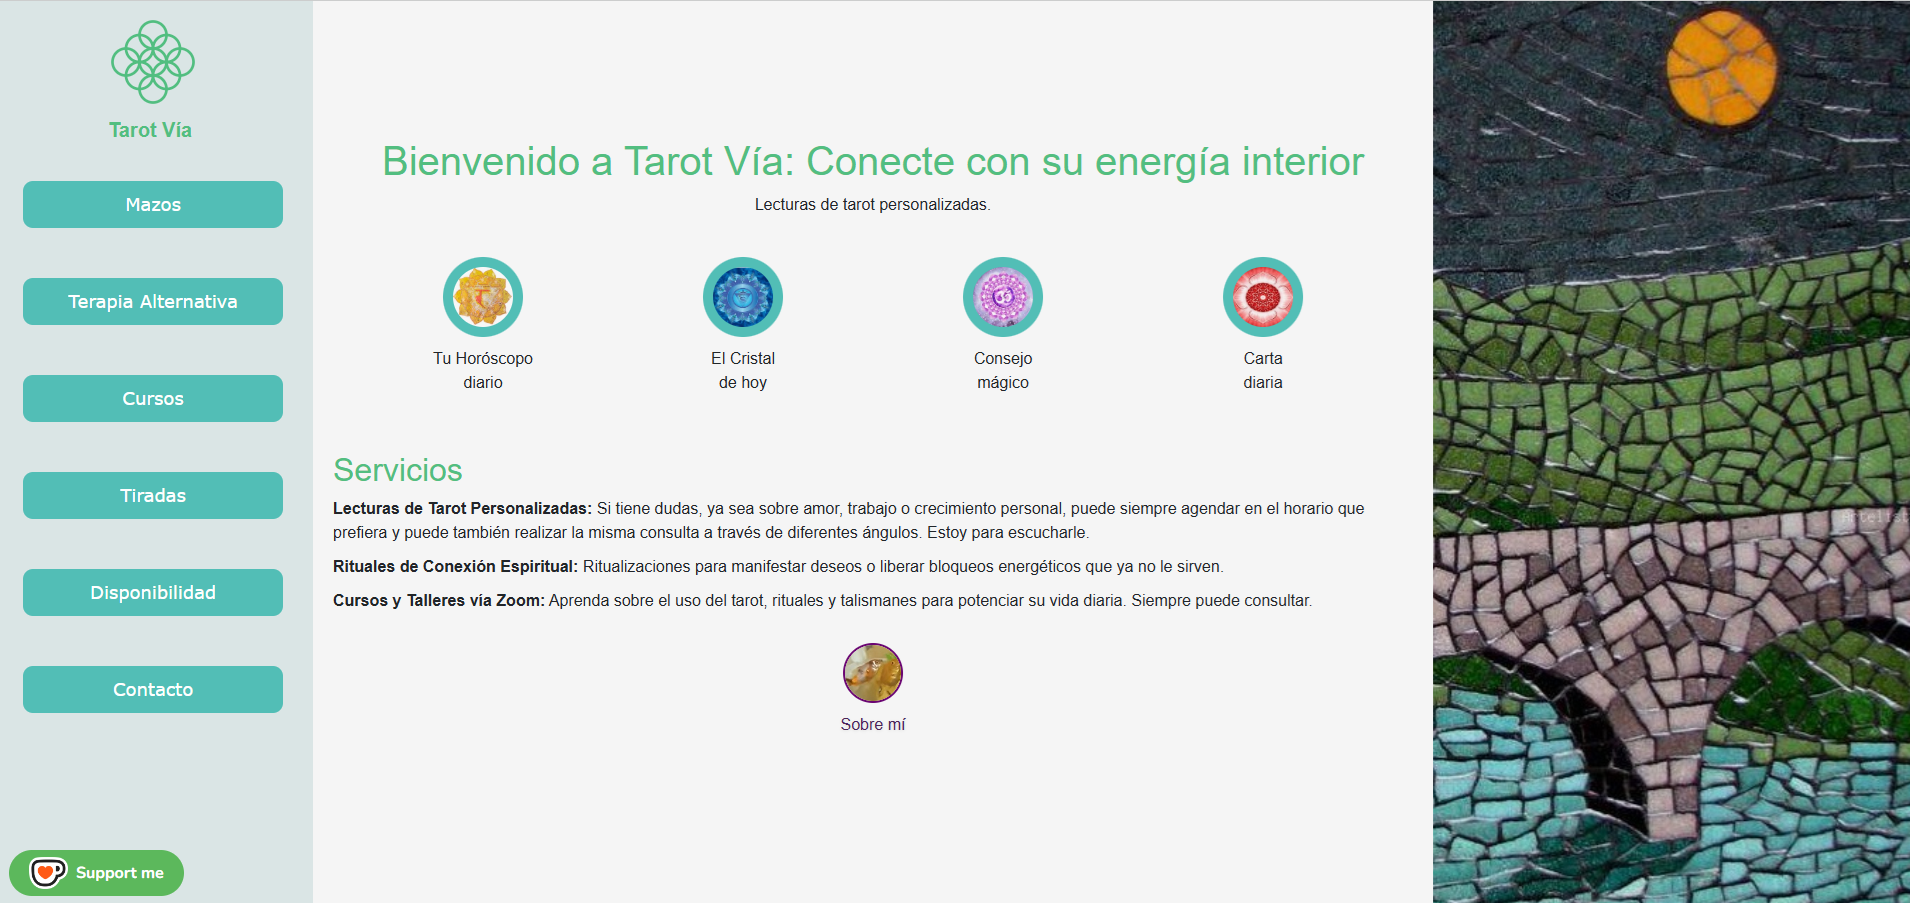 Tarot Vía
Mazos
Terapia Alternativa
Cursos
Tiradas
Disponibilidad
Contacto
Support me
Bienvenido a Tarot Vía: Conecte con su energía interior
Lecturas de tarot personalizadas.
Tu Horóscopo
diario
El Cristal
de hoy
Consejo
mágico
Carta
diaria
Servicios
Lecturas de Tarot Personalizadas: Si tiene dudas, ya sea sobre amor, trabajo o crecimiento personal, puede siempre agendar en el horario que
prefiera y puede también realizar la misma consulta a través de diferentes ángulos. Estoy para escucharle.
Rituales de Conexión Espiritual: Ritualizaciones para manifestar deseos o liberar bloqueos energéticos que ya no le sirven.
Cursos y Talleres vía Zoom: Aprenda sobre el uso del tarot, rituales y talismanes para potenciar su vida diaria. Siempre puede consultar.
Sobre mí